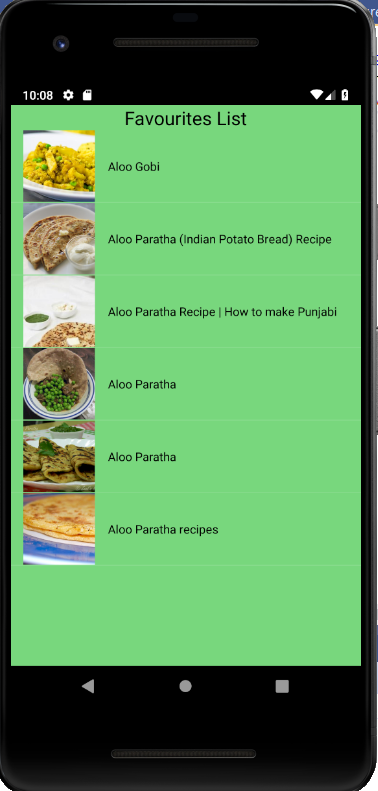 10:08
Favourites List
Aloo Gobi
Aloo Paratha (Indian Potato Bread) Recipe
Aloo Paratha Recipe | How to make Punjabi
Aloo Paratha
Aloo Paratha
Aloo Paratha recipes